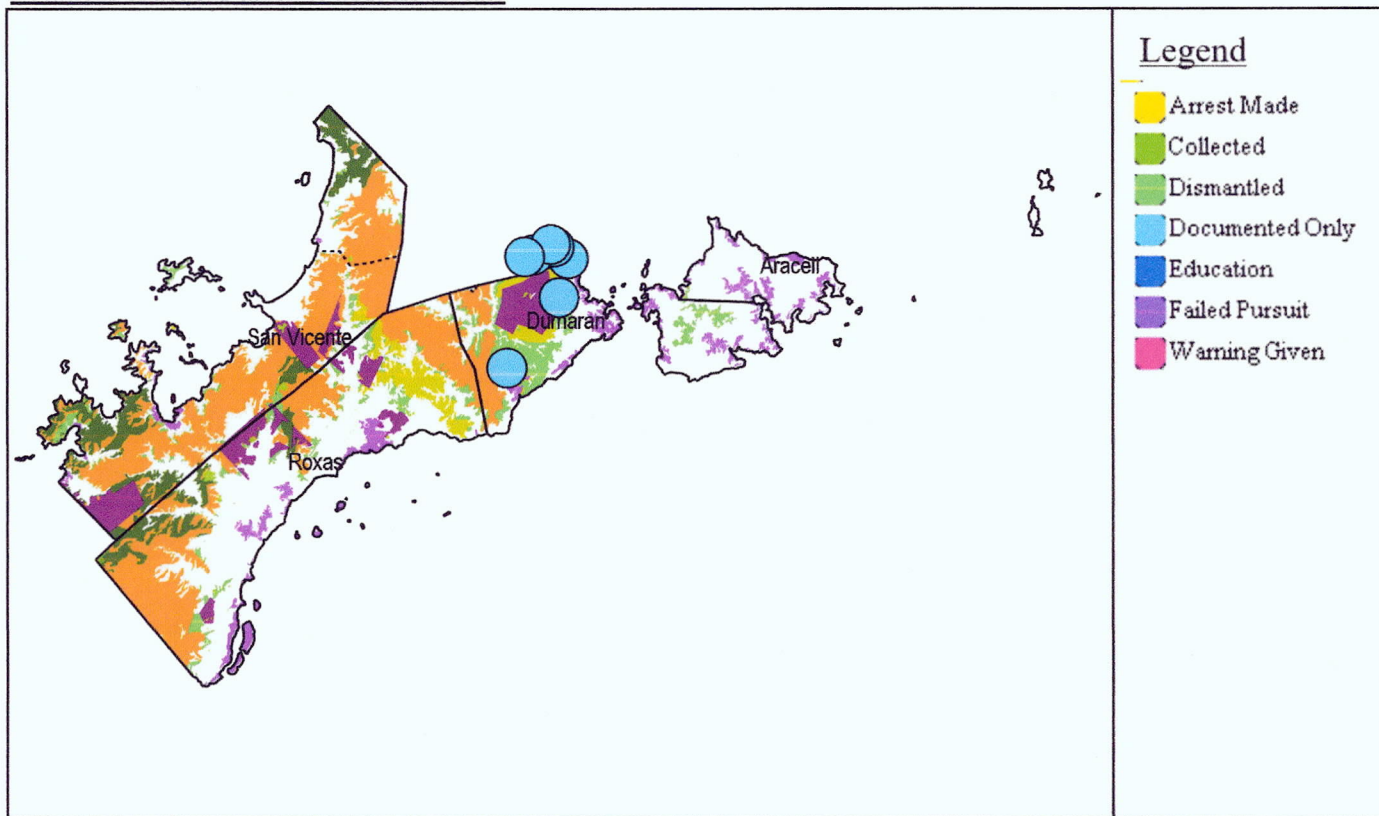 San Vicente
Roxas
Dumaran
Araceli
Legend
Arrest Made
Collected
Dismantled
Documented Only
Education
Failed Pursuit
Warning Given